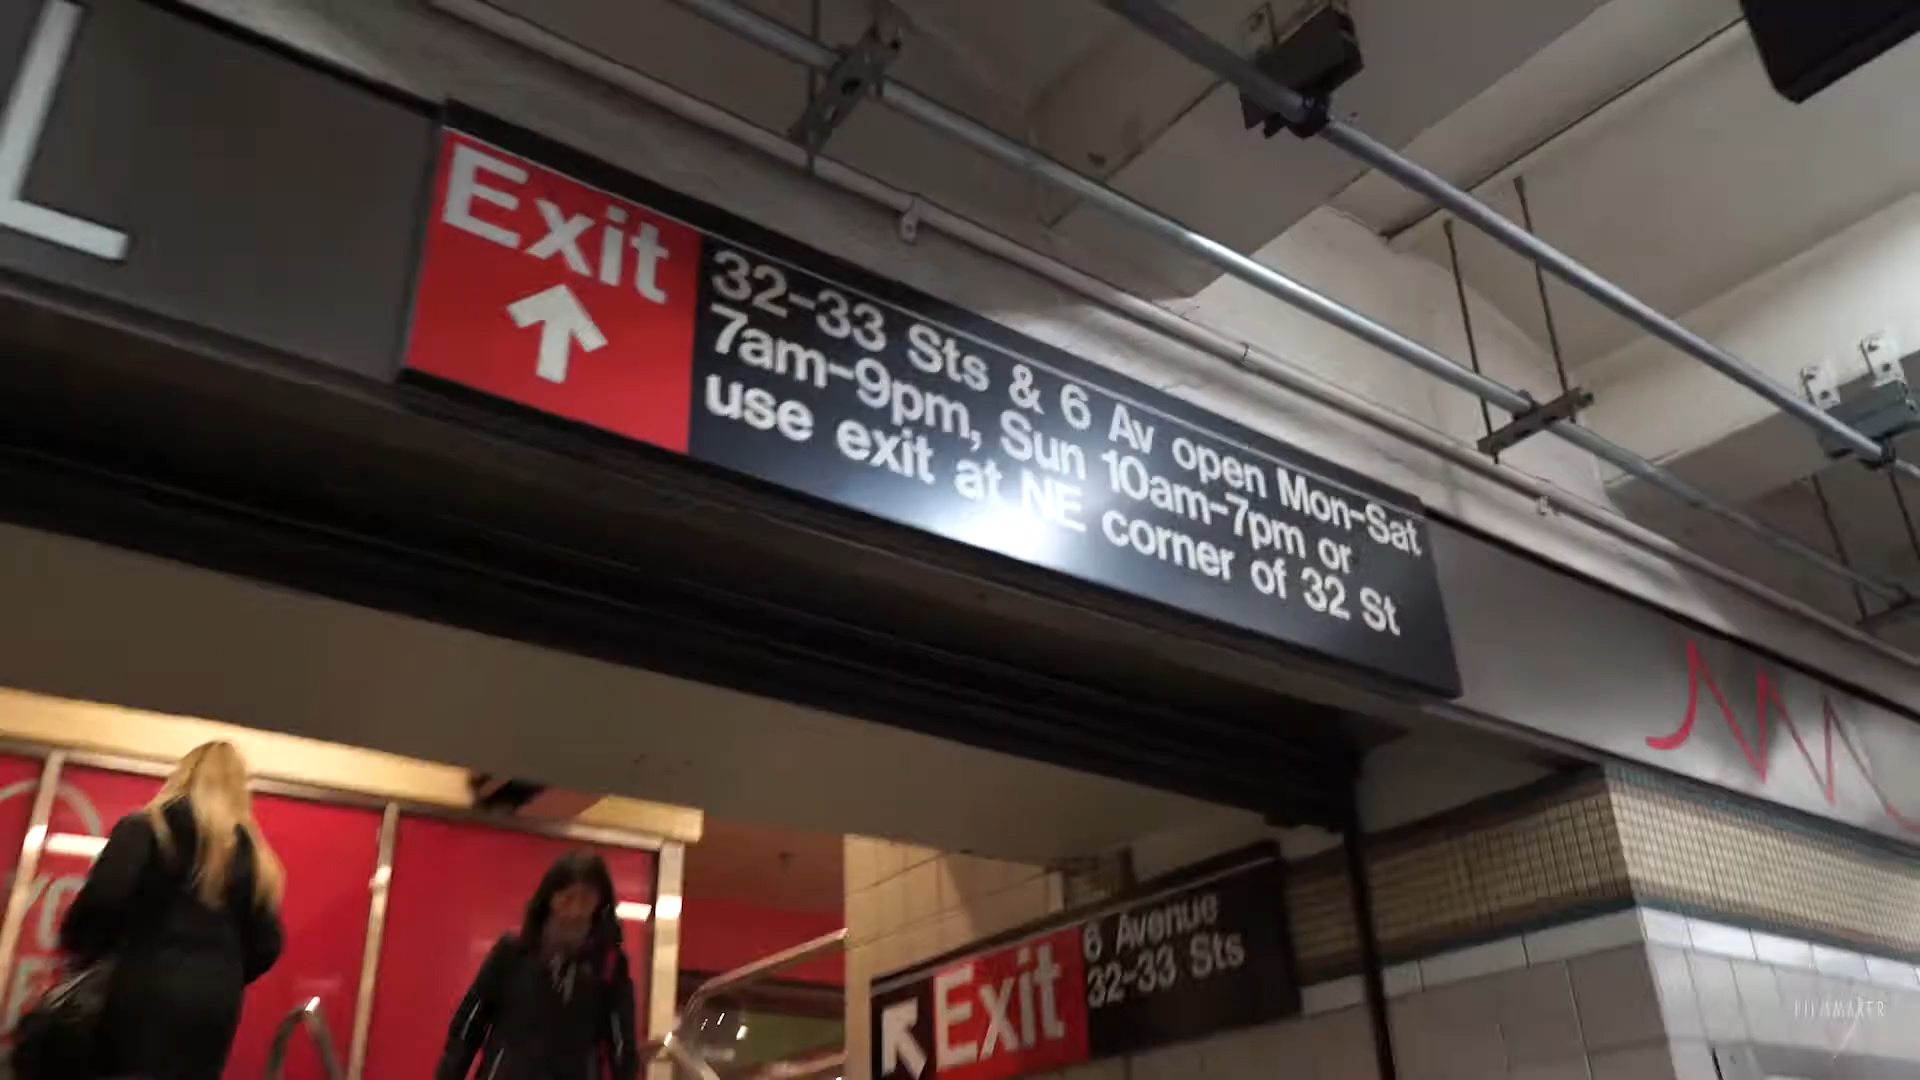 Exit
32-33 Sts & 6 Av open Mon-Sat
7am-9pm, Sun 10am-7pm or
use exit at NE corner of 32 St
Exit
6 Avenue
32-33 Sts
FILMMAKER